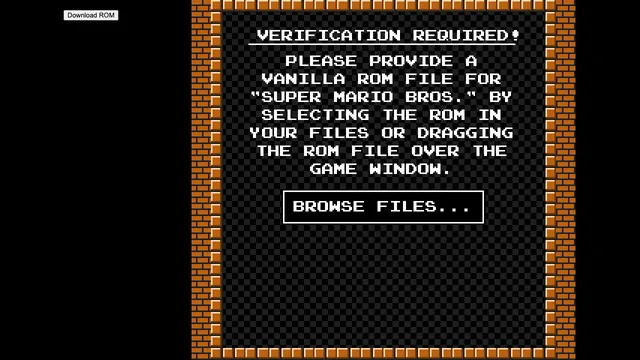 Download ROM
VERIFICATION REQUIRED!
PLEASE PROVIDE A
VANILLA ROM FILE FOR
"SUPER MARIO BROS." BY
SELECTING THE ROM IN
YOUR FILES OR DRAGGING
THE ROM FILE OVER THE
GAME WINDOW.
BROWSE FILES...